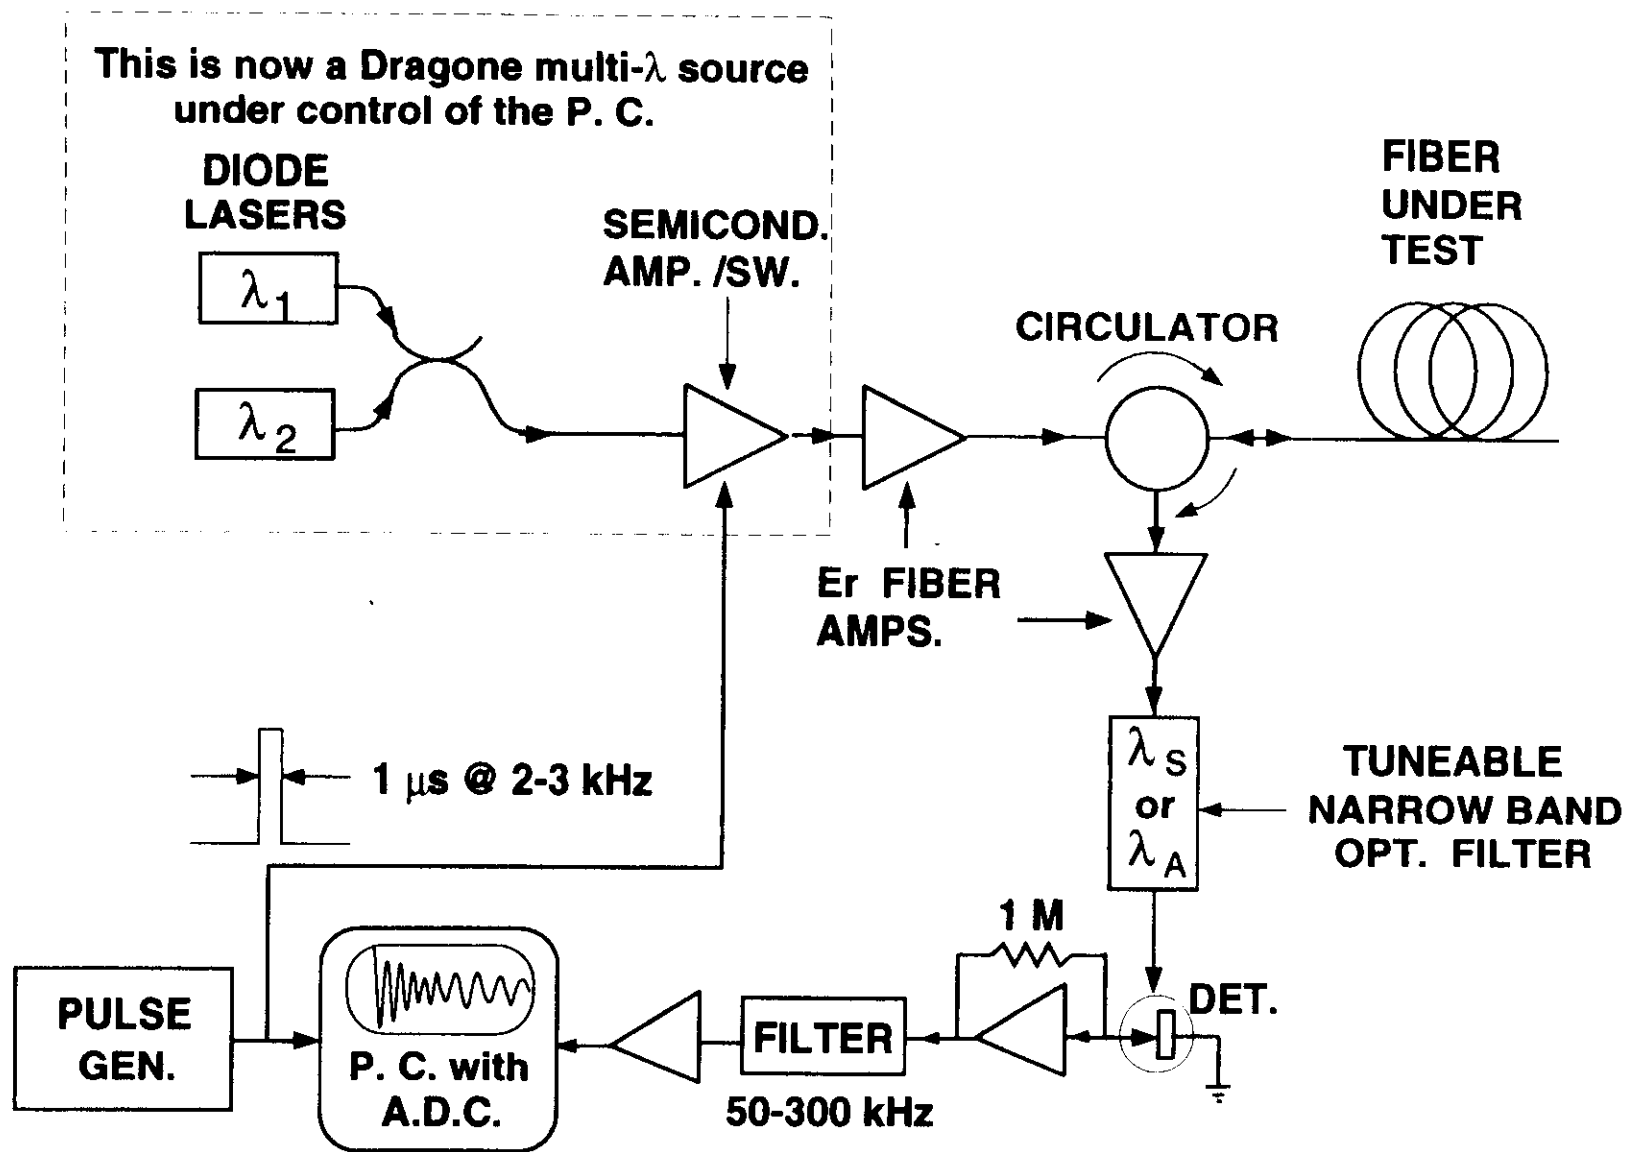 This is now a Dragone multi-λ source
under control of the P. C.
DIODE
LASERS
λ1
λ2
SEMICOND.
AMP. /SW.
CIRCULATOR
FIBER
UNDER
TEST
Er FIBER
AMPS.
1 μs @ 2-3 kHz
λS
or
λA
TUNEABLE
NARROW BAND
OPT. FILTER
1 M
DET.
PULSE
GEN.
P. C. with
A.D.C.
FILTER
50-300 kHz